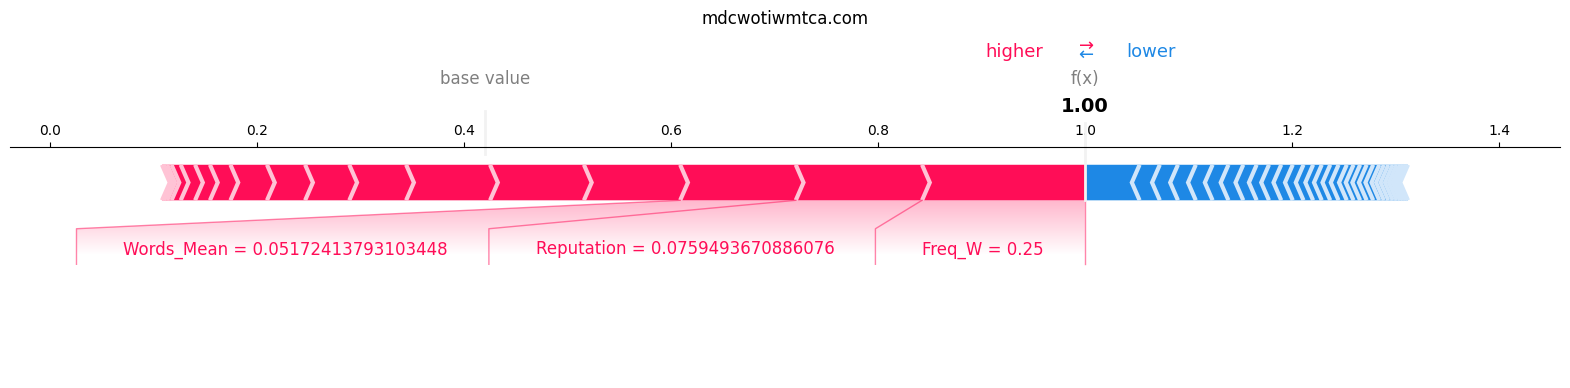 mdcwotiwmtca.com
higher ⇄ lower
base value f(x)
1.00
0.0 0.2 0.4 0.6 0.8 1.0 1.2 1.4
Words_Mean = 0.05172413793103448 Reputation = 0.0759493670886076 Freq_W = 0.25